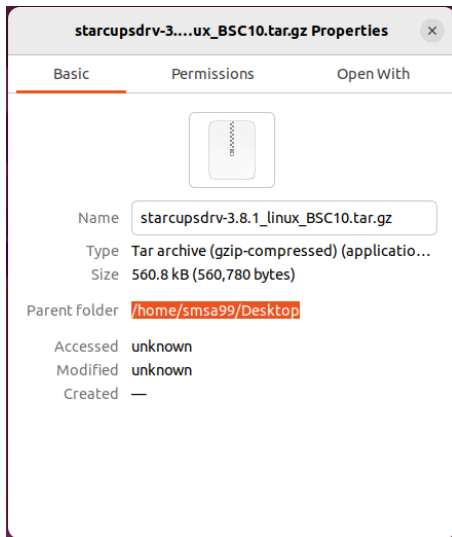 starcupsdrv-3.…ux_BSC10.tar.gz Properties
Basic Permissions Open With
Name starcupsdrv-3.8.1_linux_BSC10.tar.gz
Type Tar archive (gzip-compressed) (applicatio…
Size 560.8 kB (560,780 bytes)
Parent folder /home/smsa99/Desktop
Accessed unknown
Modified unknown
Created —